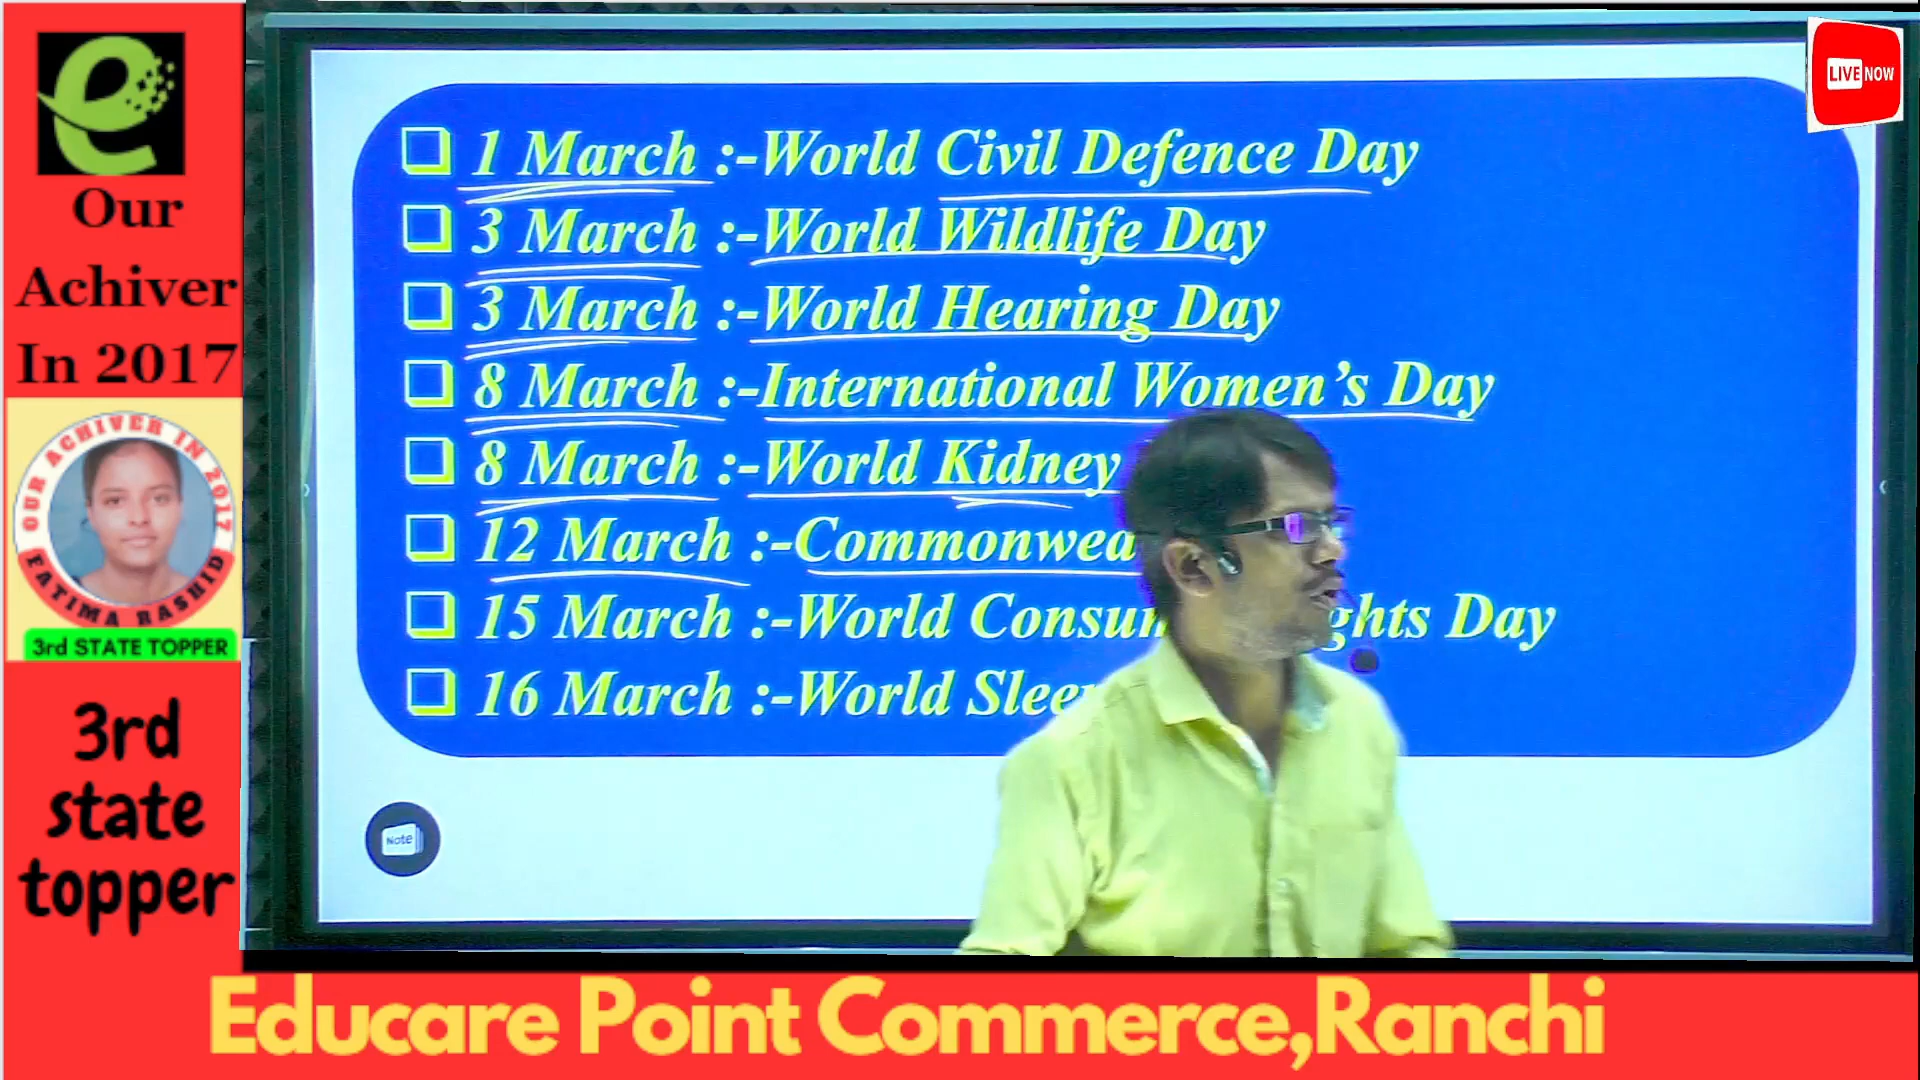 Our
Achiver
In 2017
OUR ACHIVER IN 2017
FATIMA RASHID
3rd STATE TOPPER
3rd
state
topper
1 March :-World Civil Defence Day
3 March :-World Wildlife Day
3 March :-World Hearing Day
8 March :-International Women’s Day
8 March :-World Kidney
12 March :-Commonwea
15 March :-World Consum ghts Day
16 March :-World Slee
Note
LIVE NOW
Educare Point Commerce,Ranchi